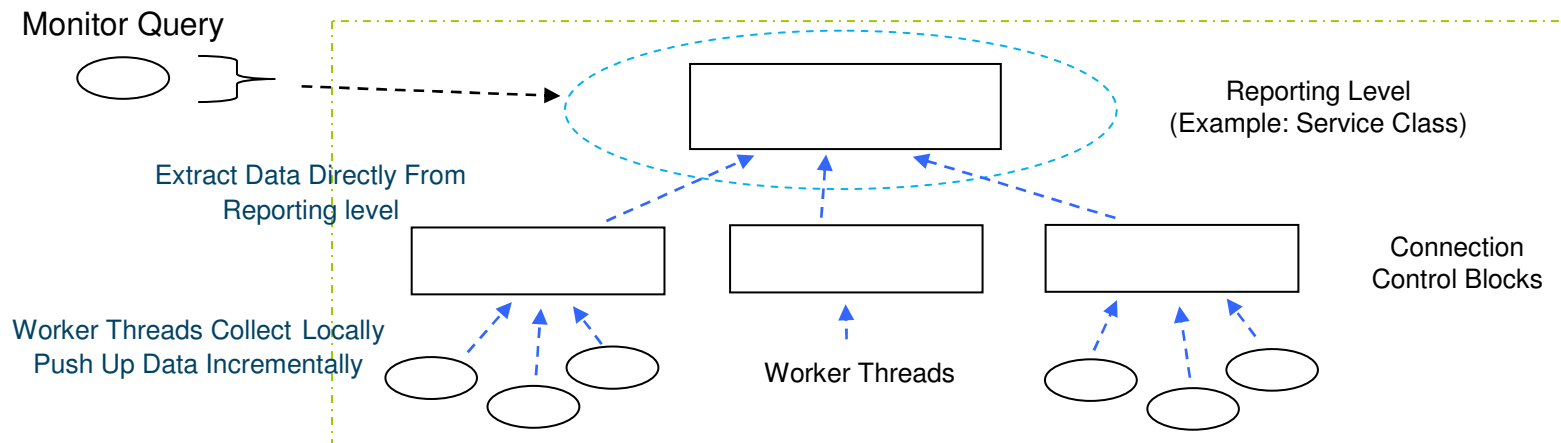 Monitor Query
Reporting Level
(Example: Service Class)
Extract Data Directly From
Reporting level
Connection
Control Blocks
Worker Threads Collect Locally
Push Up Data Incrementally
Worker Threads